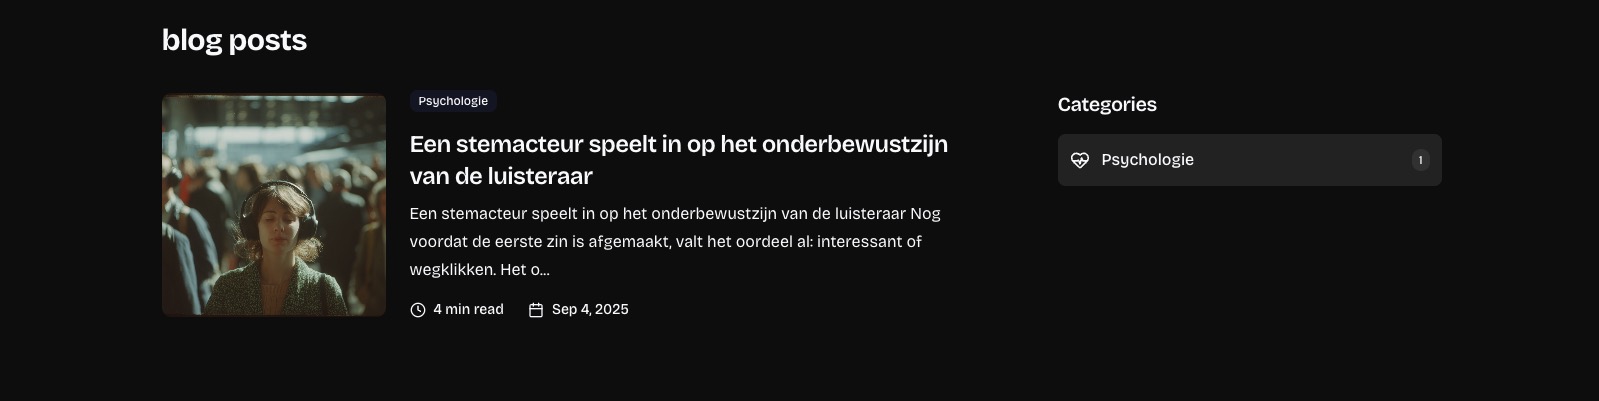 blog posts
Psychologie
Een stemacteur speelt in op het onderbewustzijn
van de luisteraar
Een stemacteur speelt in op het onderbewustzijn van de luisteraar Nog
voordat de eerste zin is afgemaakt, valt het oordeel al: interessant of
wegklikken. Het o...
4 min read
Sep 4, 2025
Categories
Psychologie
1